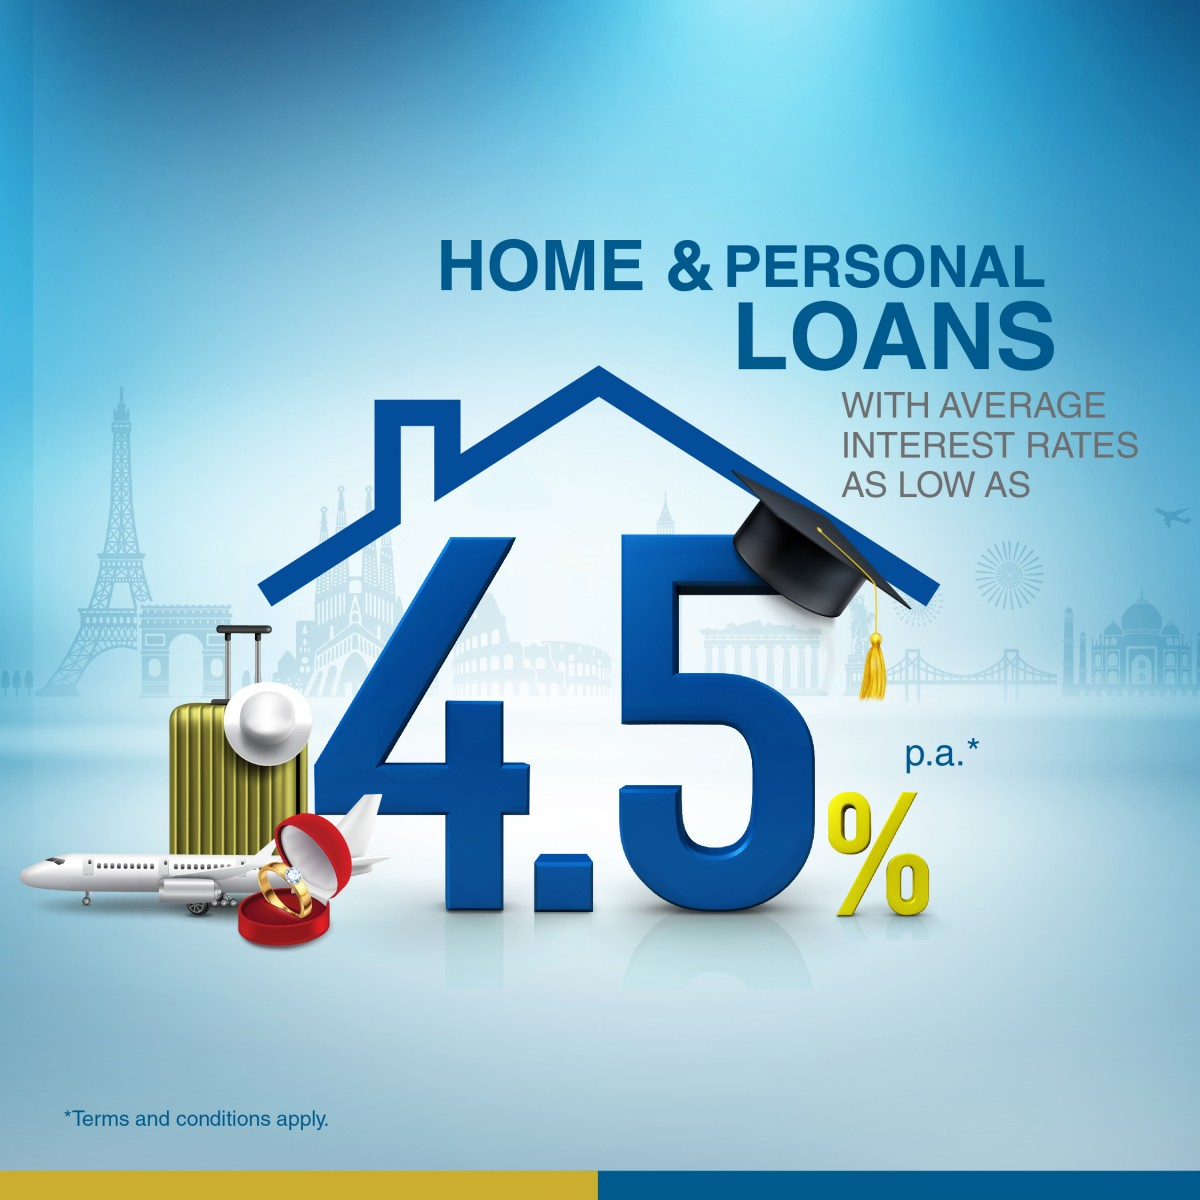 HOME & PERSONAL
LOANS
WITH AVERAGE
INTEREST RATES
AS LOW AS
4.5%
p.a.*
*Terms and conditions apply.